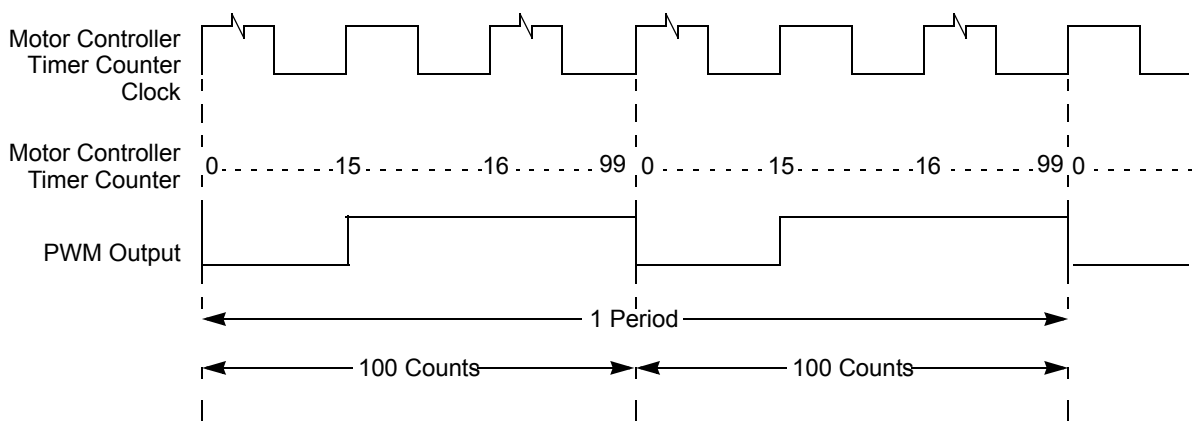 Motor Controller
Timer Counter
Clock
Motor Controller
Timer Counter
0 15 16 99 0 15 16 99 0
PWM Output
1 Period
100 Counts 100 Counts